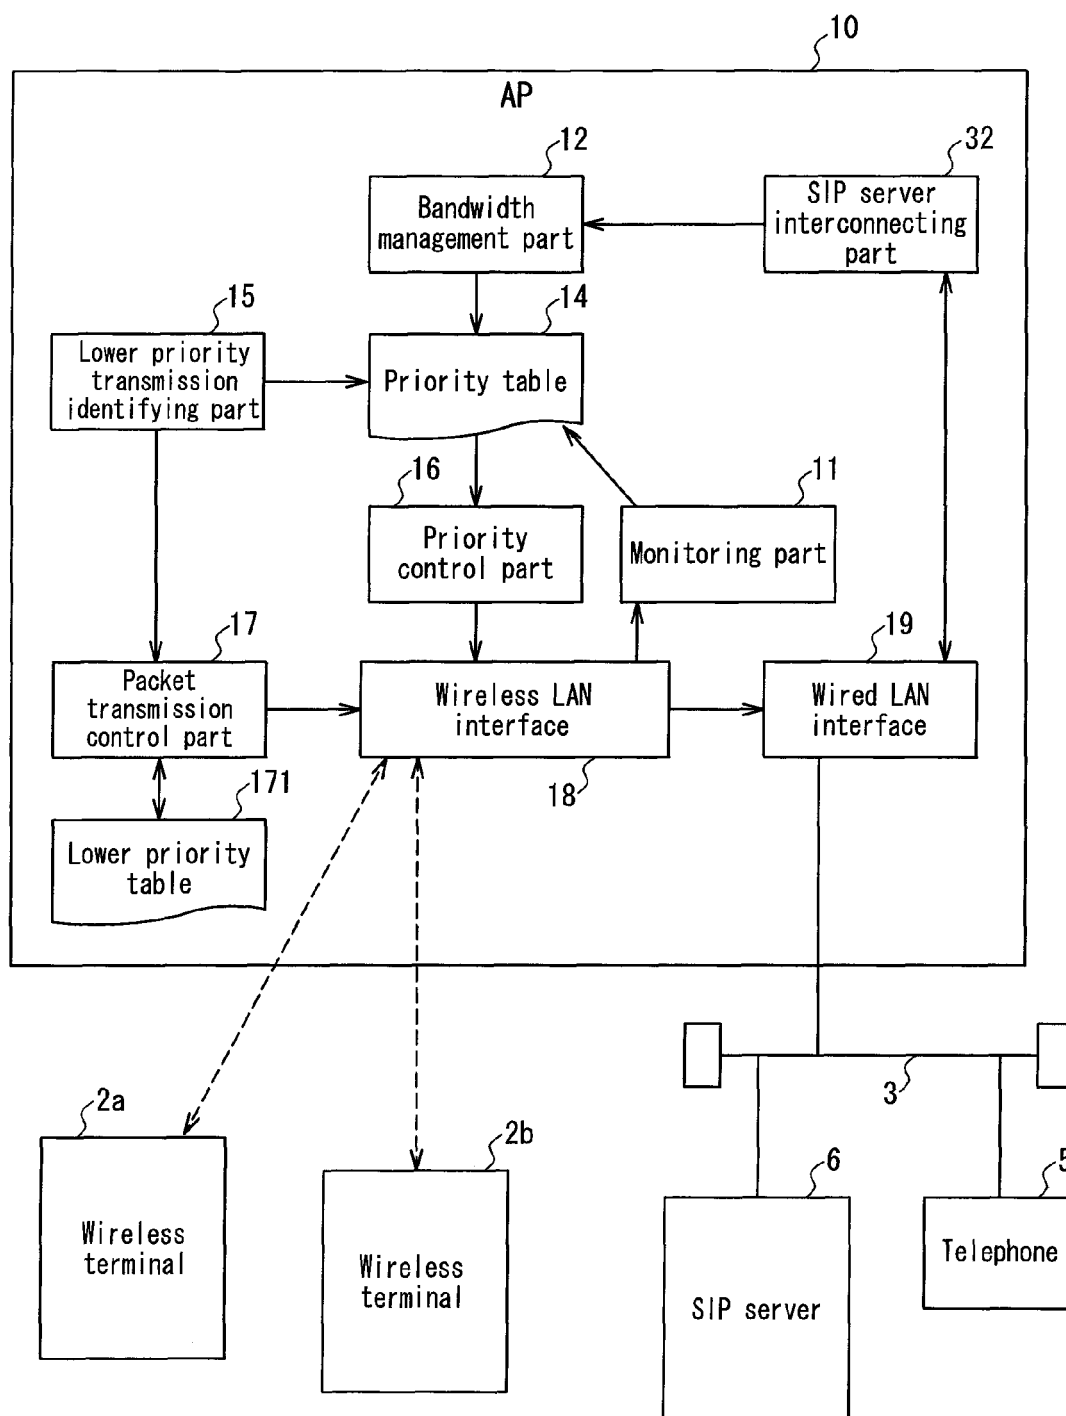 10
AP
12
32
Bandwidth
management part
SIP server
interconnecting
part
15
14
Lower priority
transmission
identifying part
Priority table
16
11
Priority
control part
Monitoring part
17
19
Packet
transmission
control part
Wireless LAN
interface
Wired LAN
interface
171
18
Lower priority
table
3
2a
2b
6
5
Wireless
terminal
Wireless
terminal
SIP server
Telephone